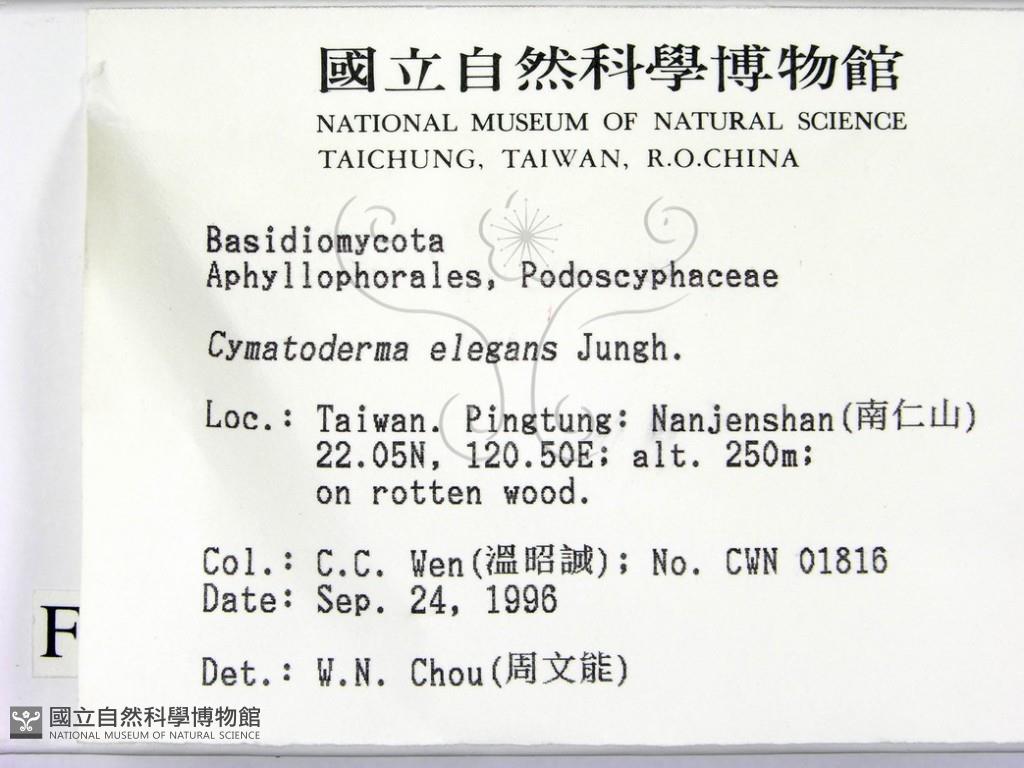 國立自然科學博物館
NATIONAL MUSEUM OF NATURAL SCIENCE
TAICHUNG, TAIWAN, R.O.CHINA
Basidiomycota
Aphyllophorales, Podoscyphaceae
Cymatoderma elegans Jungh.
Loc.: Taiwan. Pingtung: Nanjenshan(南仁山)
22.05N, 120.50E; alt. 250m;
on rotten wood.
Col.: C.C. Wen(溫昭誠); No. CWN 01816
Date: Sep. 24, 1996
F
Det.: W.N. Chou(周文能)
國立自然科學博物館
NATIONAL MUSEUM OF NATURAL SCIENCE